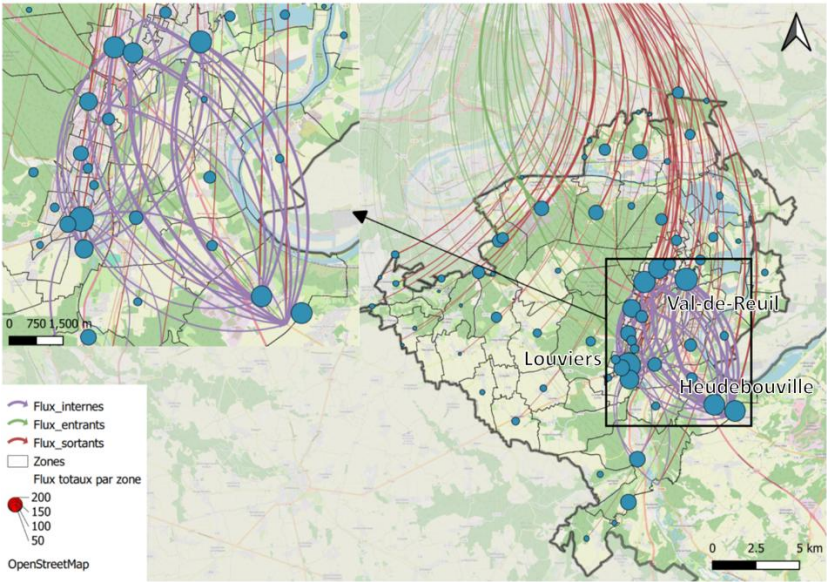 Val-de-Reuil
Louviers
Heudebouville
0 750 1,500 m
Flux_internes
Flux_entrants
Flux_sortants
Zones
Flux totaux par zone
200
150
100
50
OpenStreetMap
0 2.5 5 km